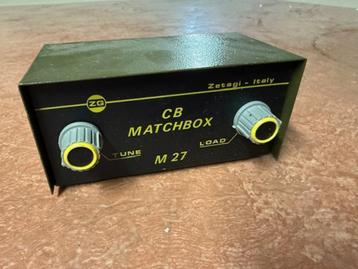 ZG
Zetagi - Italy
CB
MATCHBOX
TUNE
LOAD
M 27